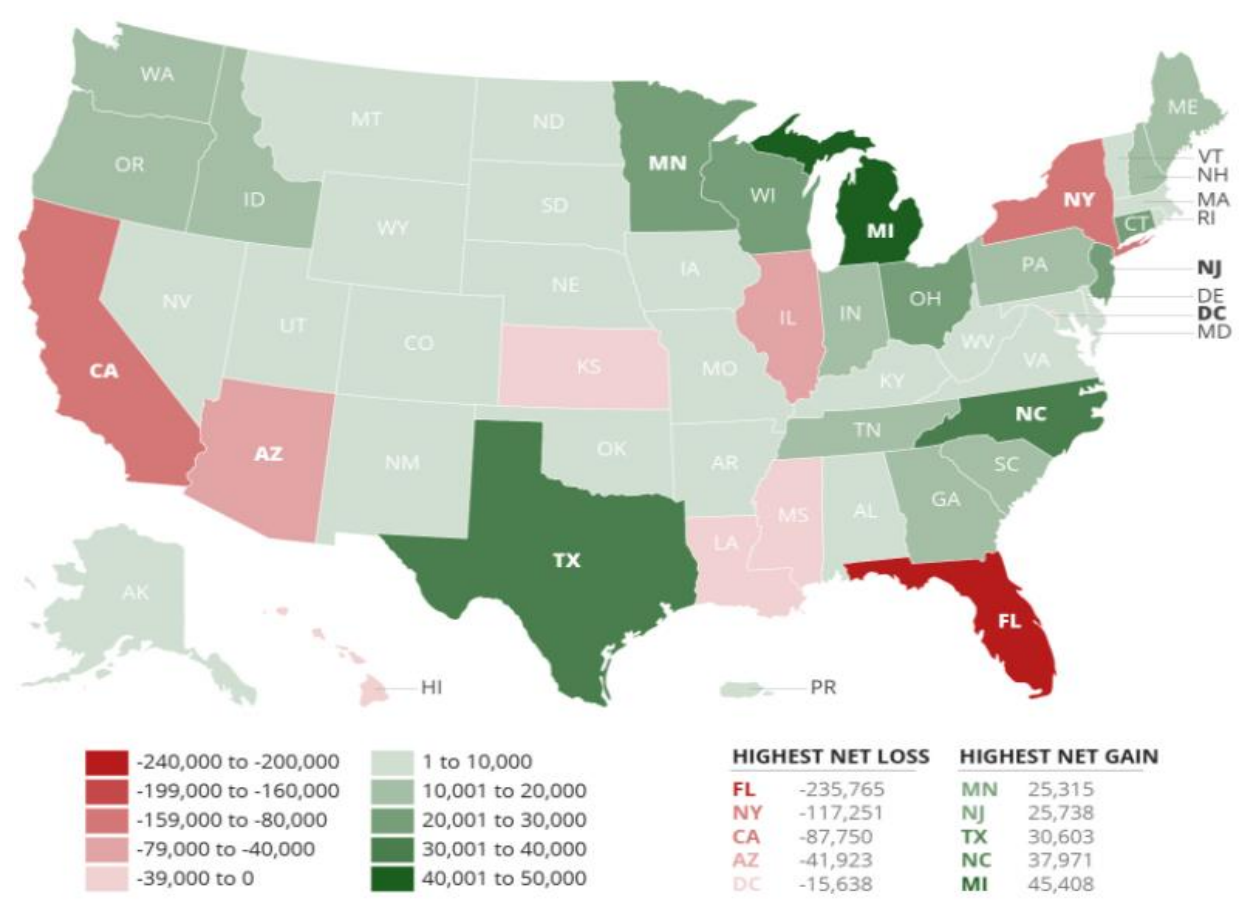 WA
MT
ND
MN
ME
OR
ID
SD
WI
MI
NY
VT
NH
MA
RI
CT
WY
IA
NE
PA
NJ
NV
UT
CO
IL
IN
OH
DE
DC
MD
WV
VA
CA
KS
MO
KY
AZ
NM
OK
AR
TN
NC
SC
MS
AL
GA
LA
TX
AK
FL
HI
PR
-240,000 to -200,000
-199,000 to -160,000
-159,000 to -80,000
-79,000 to -40,000
-39,000 to 0
1 to 10,000
10,001 to 20,000
20,001 to 30,000
30,001 to 40,000
40,001 to 50,000
HIGHEST NET LOSS
FL -235,765
NY -117,251
CA -87,750
AZ -41,923
DC -15,638
HIGHEST NET GAIN
MN 25,315
NJ 25,738
TX 30,603
NC 37,971
MI 45,408